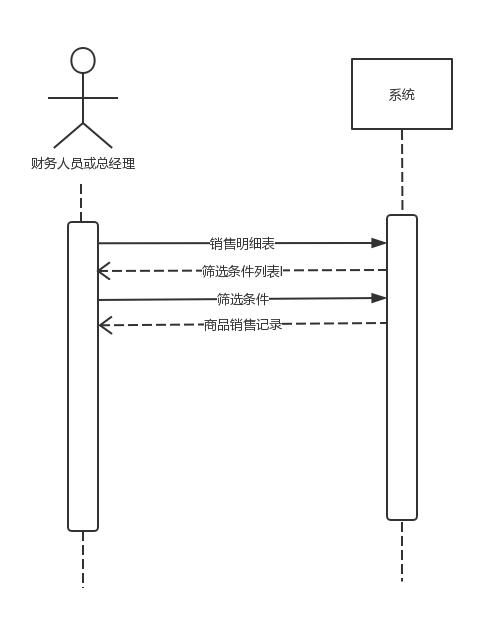 系统
财务人员或总经理
销售明细表
筛选条件列表l
筛选条件
商品销售记录